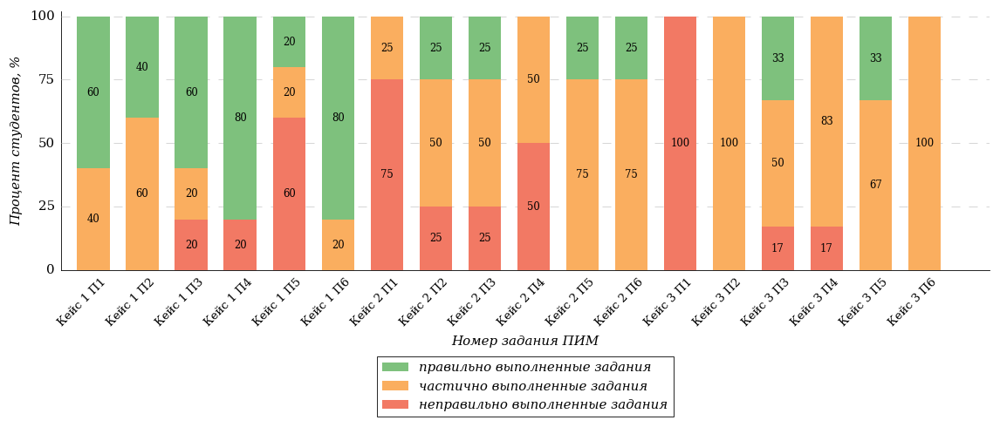 100
75
50
25
0
Процент студентов, %
60
40
40
60
60
20
20
80
20
20
20
60
80
20
25
75
25
50
25
25
50
25
50
50
25
75
25
75
100
100
33
50
17
83
17
33
67
100
Кейс 1 П1
Кейс 1 П2
Кейс 1 П3
Кейс 1 П4
Кейс 1 П5
Кейс 1 П6
Кейс 2 П1
Кейс 2 П2
Кейс 2 П3
Кейс 2 П4
Кейс 2 П5
Кейс 2 П6
Кейс 3 П1
Кейс 3 П2
Кейс 3 П3
Кейс 3 П4
Кейс 3 П5
Кейс 3 П6
Номер задания ПИМ
правильно выполненные задания
частично выполненные задания
неправильно выполненные задания